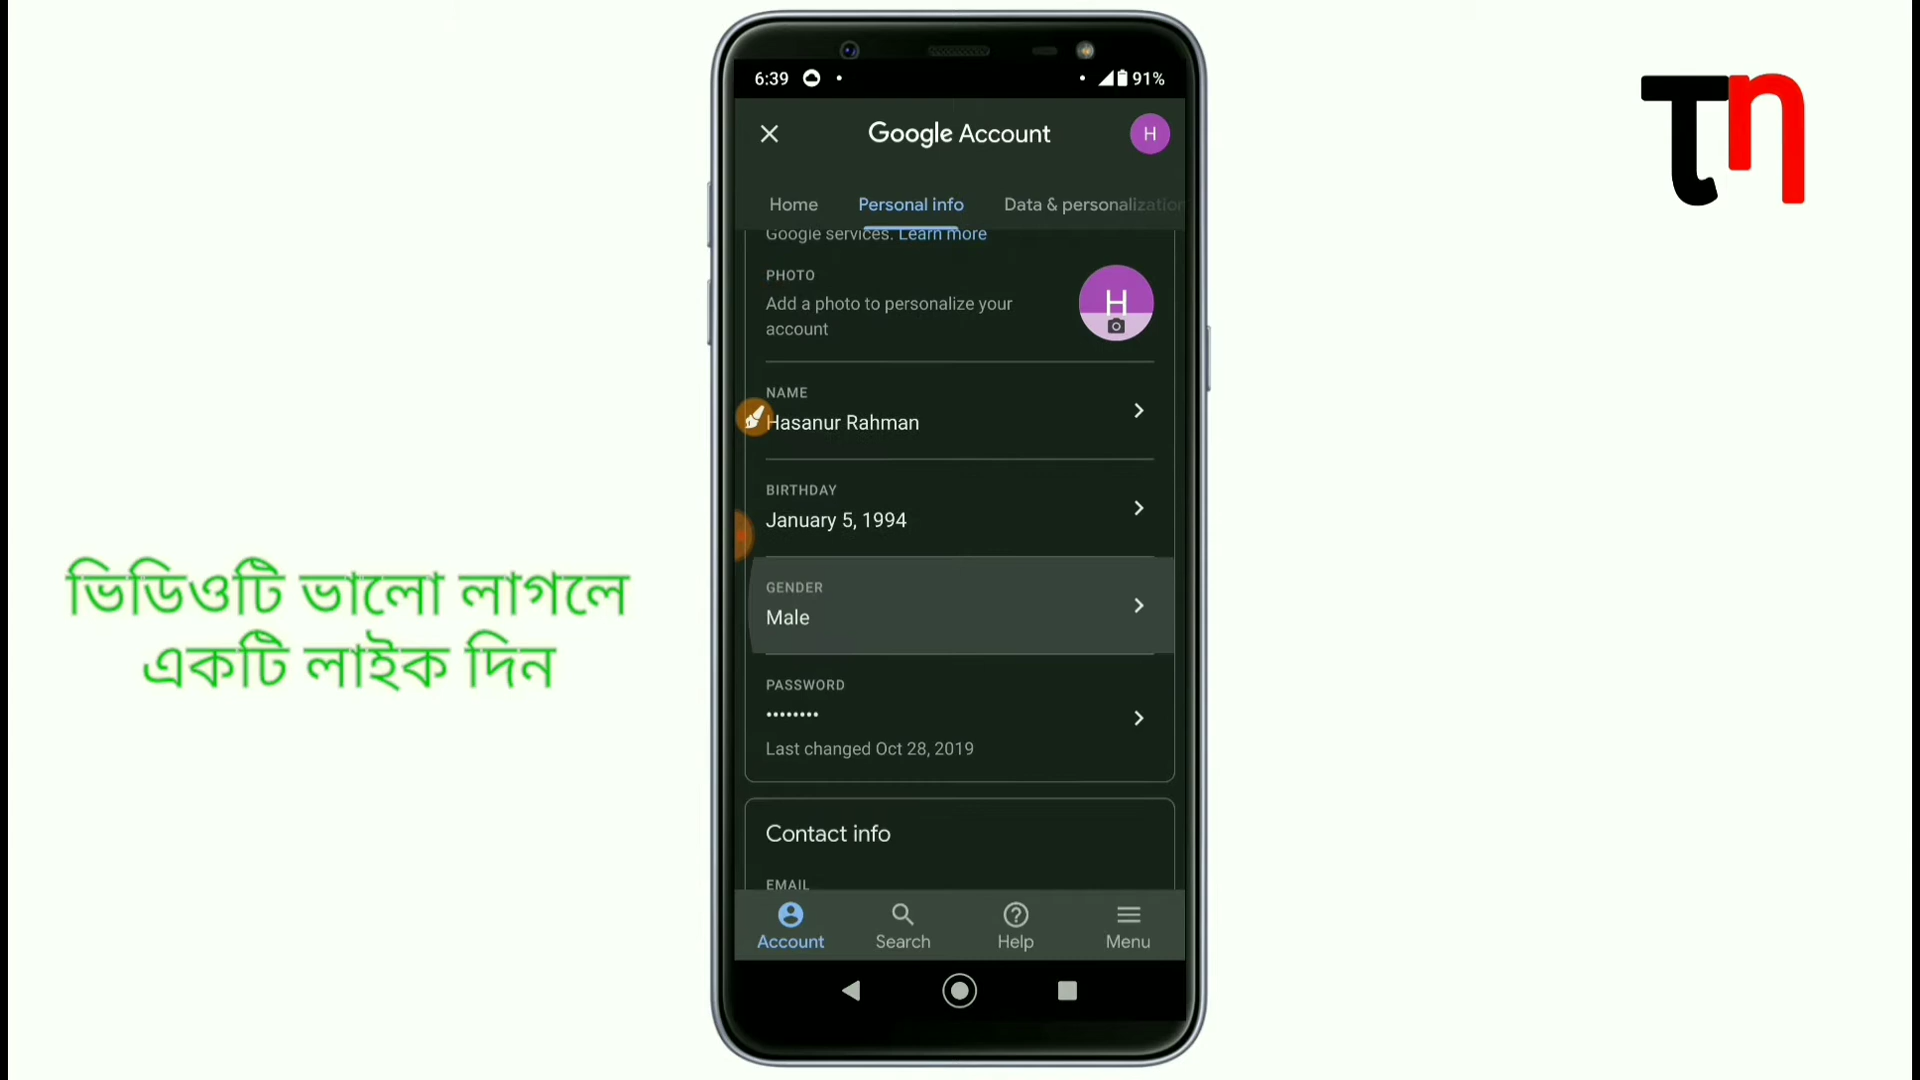 6:39
91%
Google Account
H
Home
Personal info
Data & personalization
Google services. Learn more
PHOTO
Add a photo to personalize your
account
H
NAME
Hasanur Rahman
BIRTHDAY
January 5, 1994
GENDER
Male
PASSWORD
••••••••
Last changed Oct 28, 2019
Contact info
EMAIL
Account
Search
Help
Menu
ভিডিওটি ভালো লাগলে
একটি লাইক দিন